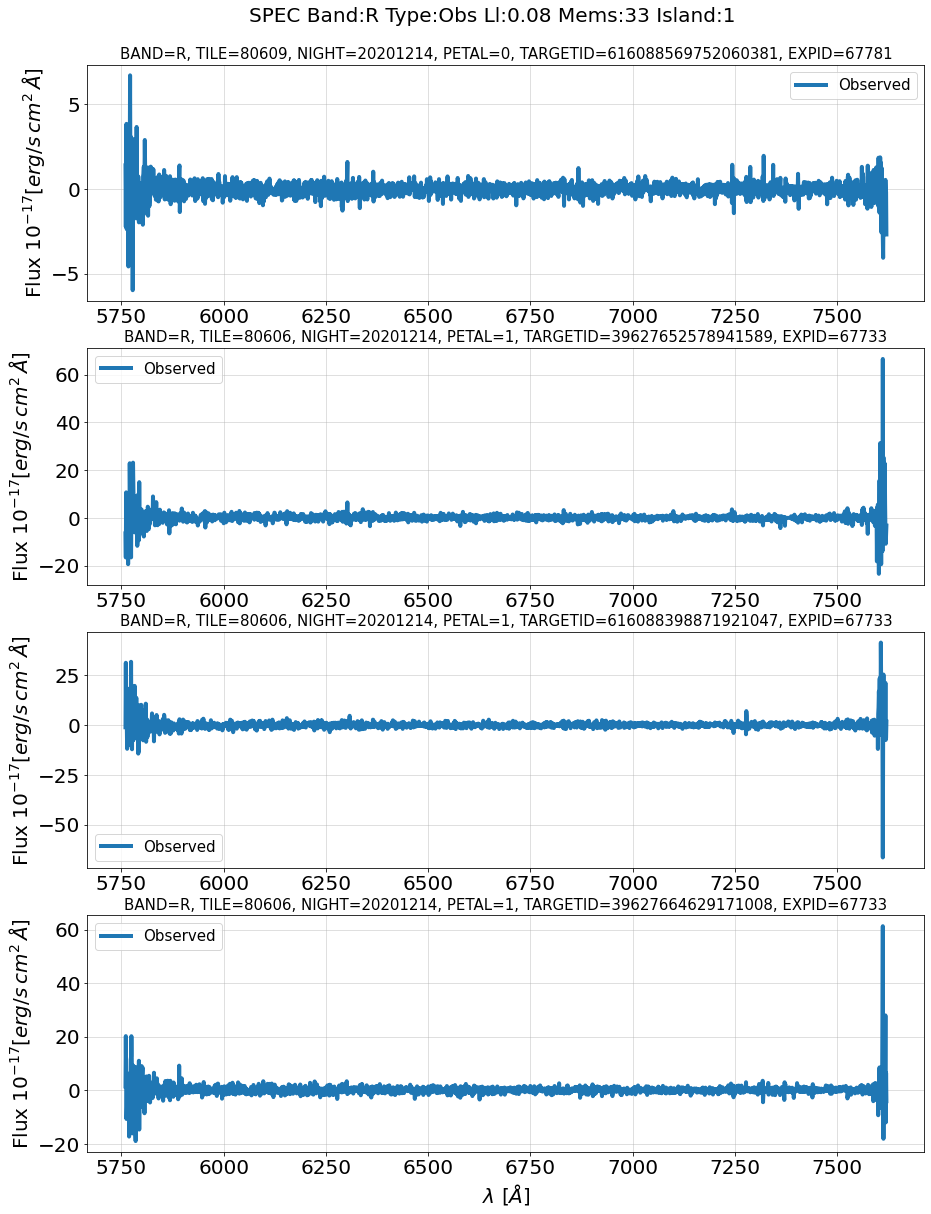 SPEC Band:R Type:Obs Ll:0.08 Mems:33 Island:1
BAND=R, TILE=80609, NIGHT=20201214, PETAL=0, TARGETID=616088569752060381, EXPID=67781
Flux 10^{-17}[erg/s cm^2 Å]
5
0
−5
Observed
5750 6000 6250 6500 6750 7000 7250 7500
BAND=R, TILE=80606, NIGHT=20201214, PETAL=1, TARGETID=39627652578941589, EXPID=67733
Flux 10^{-17}[erg/s cm^2 Å]
60
40
20
0
−20
Observed
5750 6000 6250 6500 6750 7000 7250 7500
BAND=R, TILE=80606, NIGHT=20201214, PETAL=1, TARGETID=616088398871921047, EXPID=67733
Flux 10^{-17}[erg/s cm^2 Å]
25
0
−25
−50
Observed
5750 6000 6250 6500 6750 7000 7250 7500
BAND=R, TILE=80606, NIGHT=20201214, PETAL=1, TARGETID=39627664629171008, EXPID=67733
Flux 10^{-17}[erg/s cm^2 Å]
60
40
20
0
−20
Observed
5750 6000 6250 6500 6750 7000 7250 7500
λ [Å]